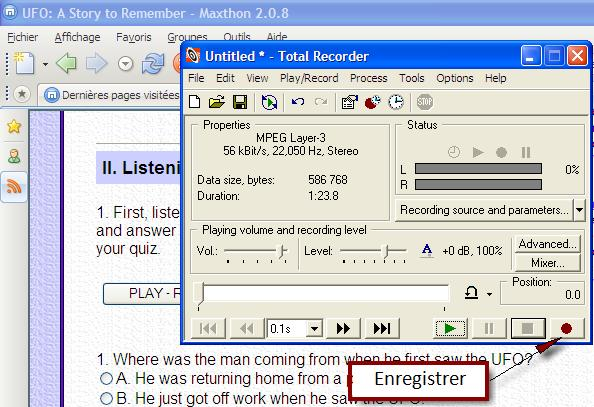 UFO: A Story to Remember - Maxthon 2.0.8
Fichier Affichage Favoris Groupes Outils Aide
Dernières pages visitées
Untitled * - Total Recorder
File Edit View Play/Record Process Tools Options Help
STOP
Properties
MPEG Layer-3
56 kBit/s, 22,050 Hz, Stereo
Data size, bytes: 586 768
Duration: 1:23.8
Status
L
R
0%
Recording source and parameters...
Playing volume and recording level
Vol.: Level: A +0 dB, 100%
Advanced...
Mixer...
Position:
0.0
0.1s
II. Listeni
1. First, liste
and answer
your quiz.
PLAY - R
1. Where was the man coming from when he first saw the UFO?
A. He was returning home from a
B. He just got off work when he saw the UFO.
Enregistrer